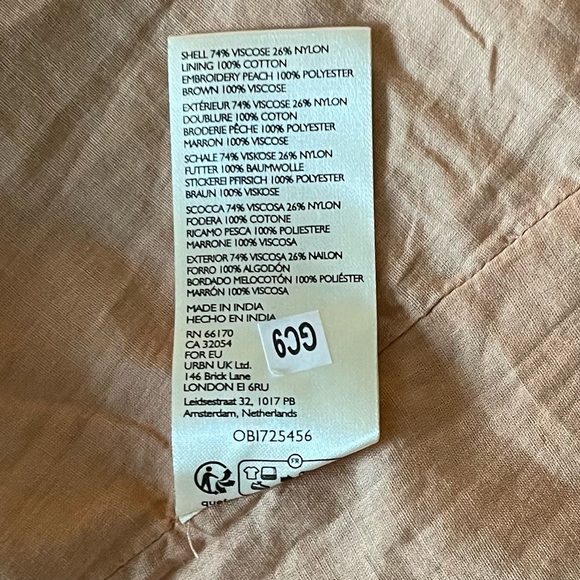 SHELL 74% VISCOSE 26% NYLON
LINING 100% COTTON
EMBROIDERY PEACH 100% POLYESTER
BROWN 100% VISCOSE
EXTÉRIEUR 74% VISCOSE 26% NYLON
DOUBLURE 100% COTON
BRODERIE PÊCHE 100% POLYESTER
MARRON 100% VISCOSE
SCHALE 74% VISKOSE 26% NYLON
FUTTER 100% BAUMWOLLE
STICKEREI PFIRSICH 100% POLYESTER
BRAUN 100% VISKOSE
SCOCCA 74% VISCOSA 26% NYLON
FODERA 100% COTONE
RICAMO PESCA 100% POLIESTERE
MARRONE 100% VISCOSA
EXTERIOR 74% VISCOSA 26% NAILON
FORRO 100% ALGODÓN
BORDADO MELOCOTÓN 100% POLIÉSTER
MARRÓN 100% VISCOSA
MADE IN INDIA
HECHO EN INDIA
RN 66170
CA 32054
FOR EU
URBN UK Ltd.
146 Brick Lane
LONDON E1 6RU
Leidsestraat 32, 1017 PB
Amsterdam, Netherlands
GC9
OB1725456
FR